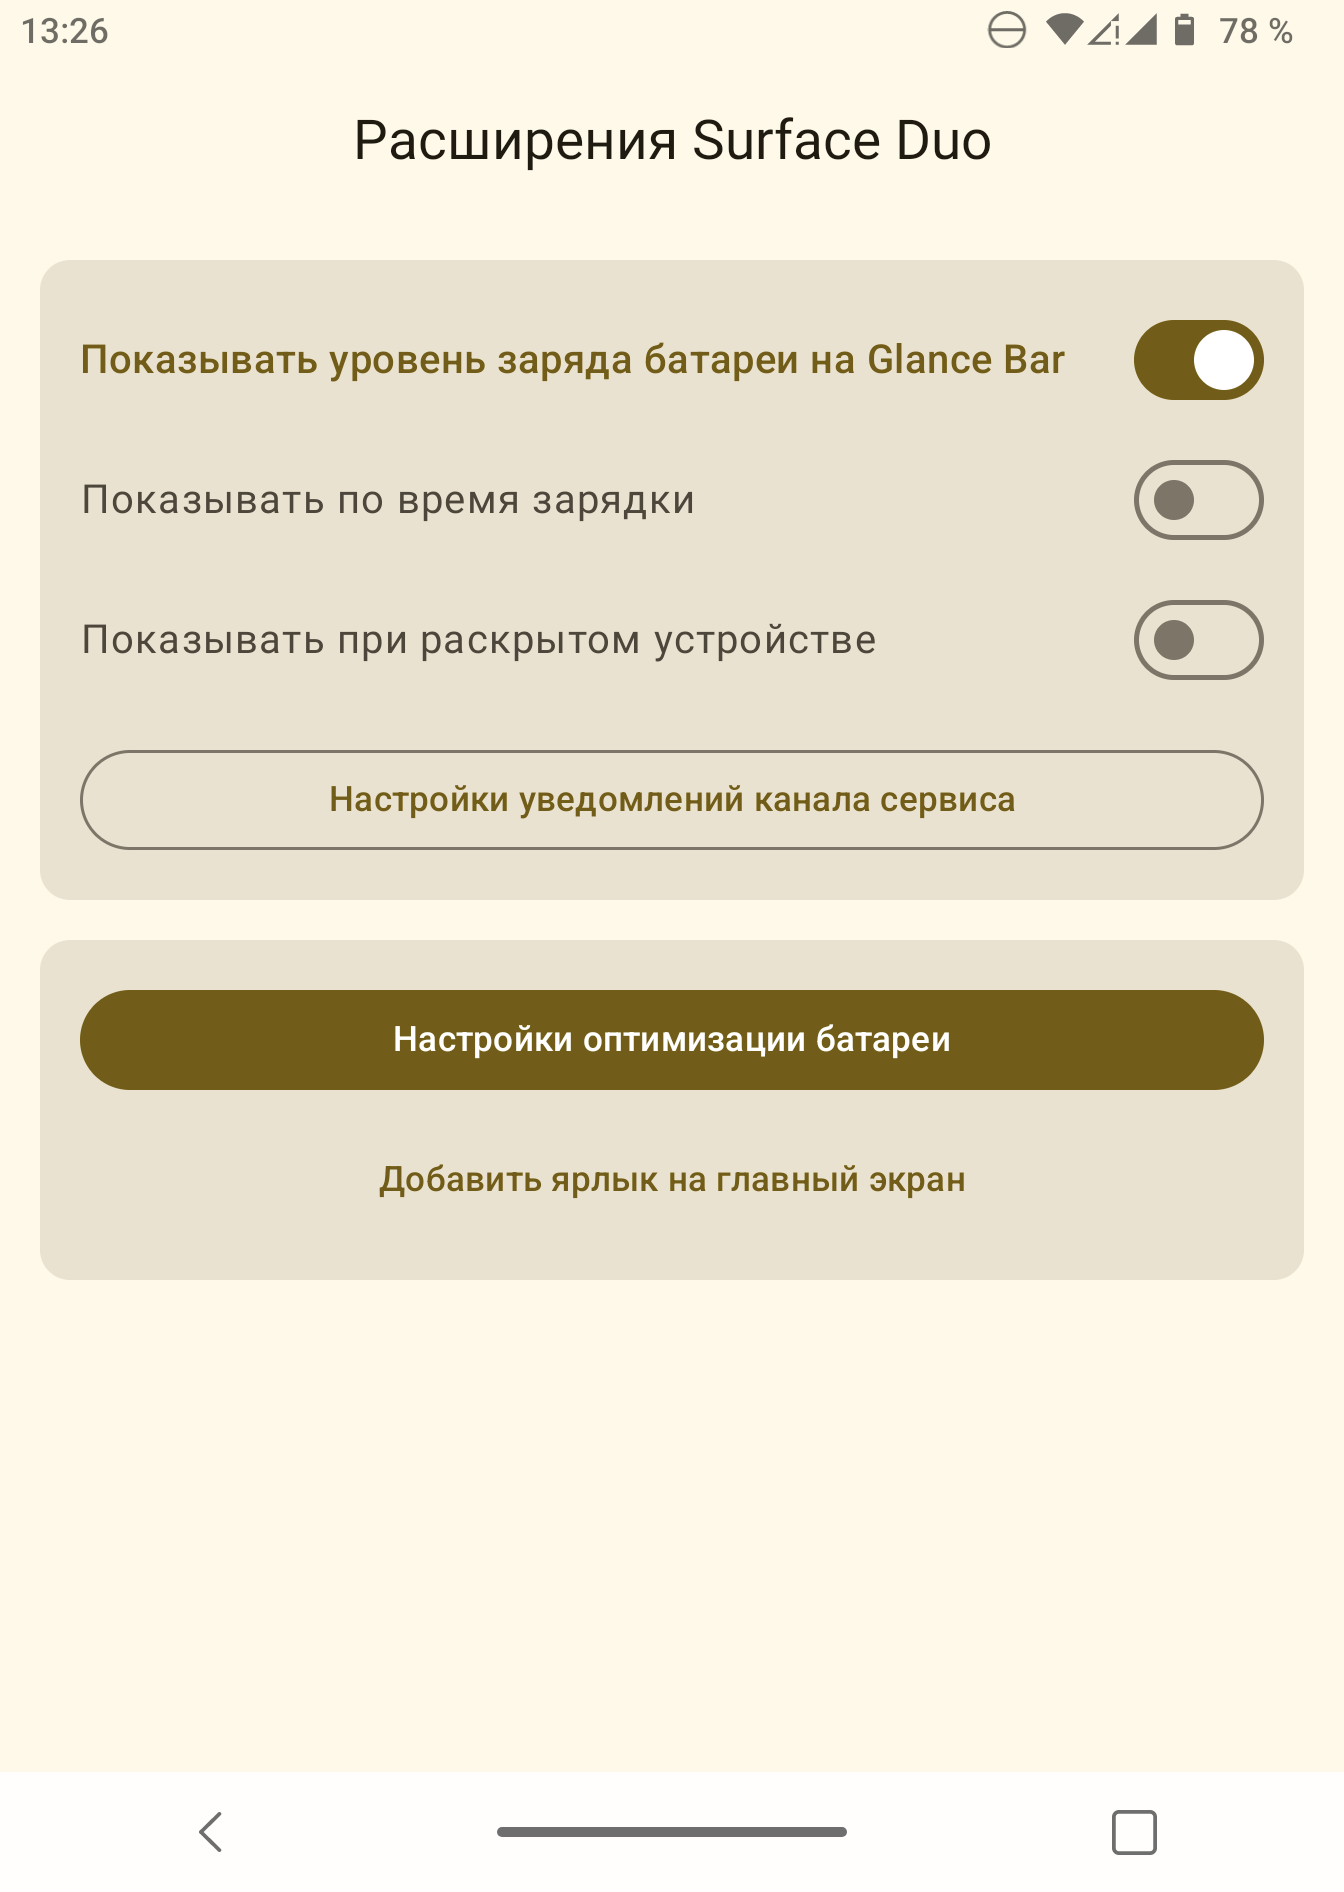 13:26
78 %
Расширения Surface Duo
Показывать уровень заряда батареи на Glance Bar
Показывать по время зарядки
Показывать при раскрытом устройстве
Настройки уведомлений канала сервиса
Настройки оптимизации батареи
Добавить ярлык на главный экран